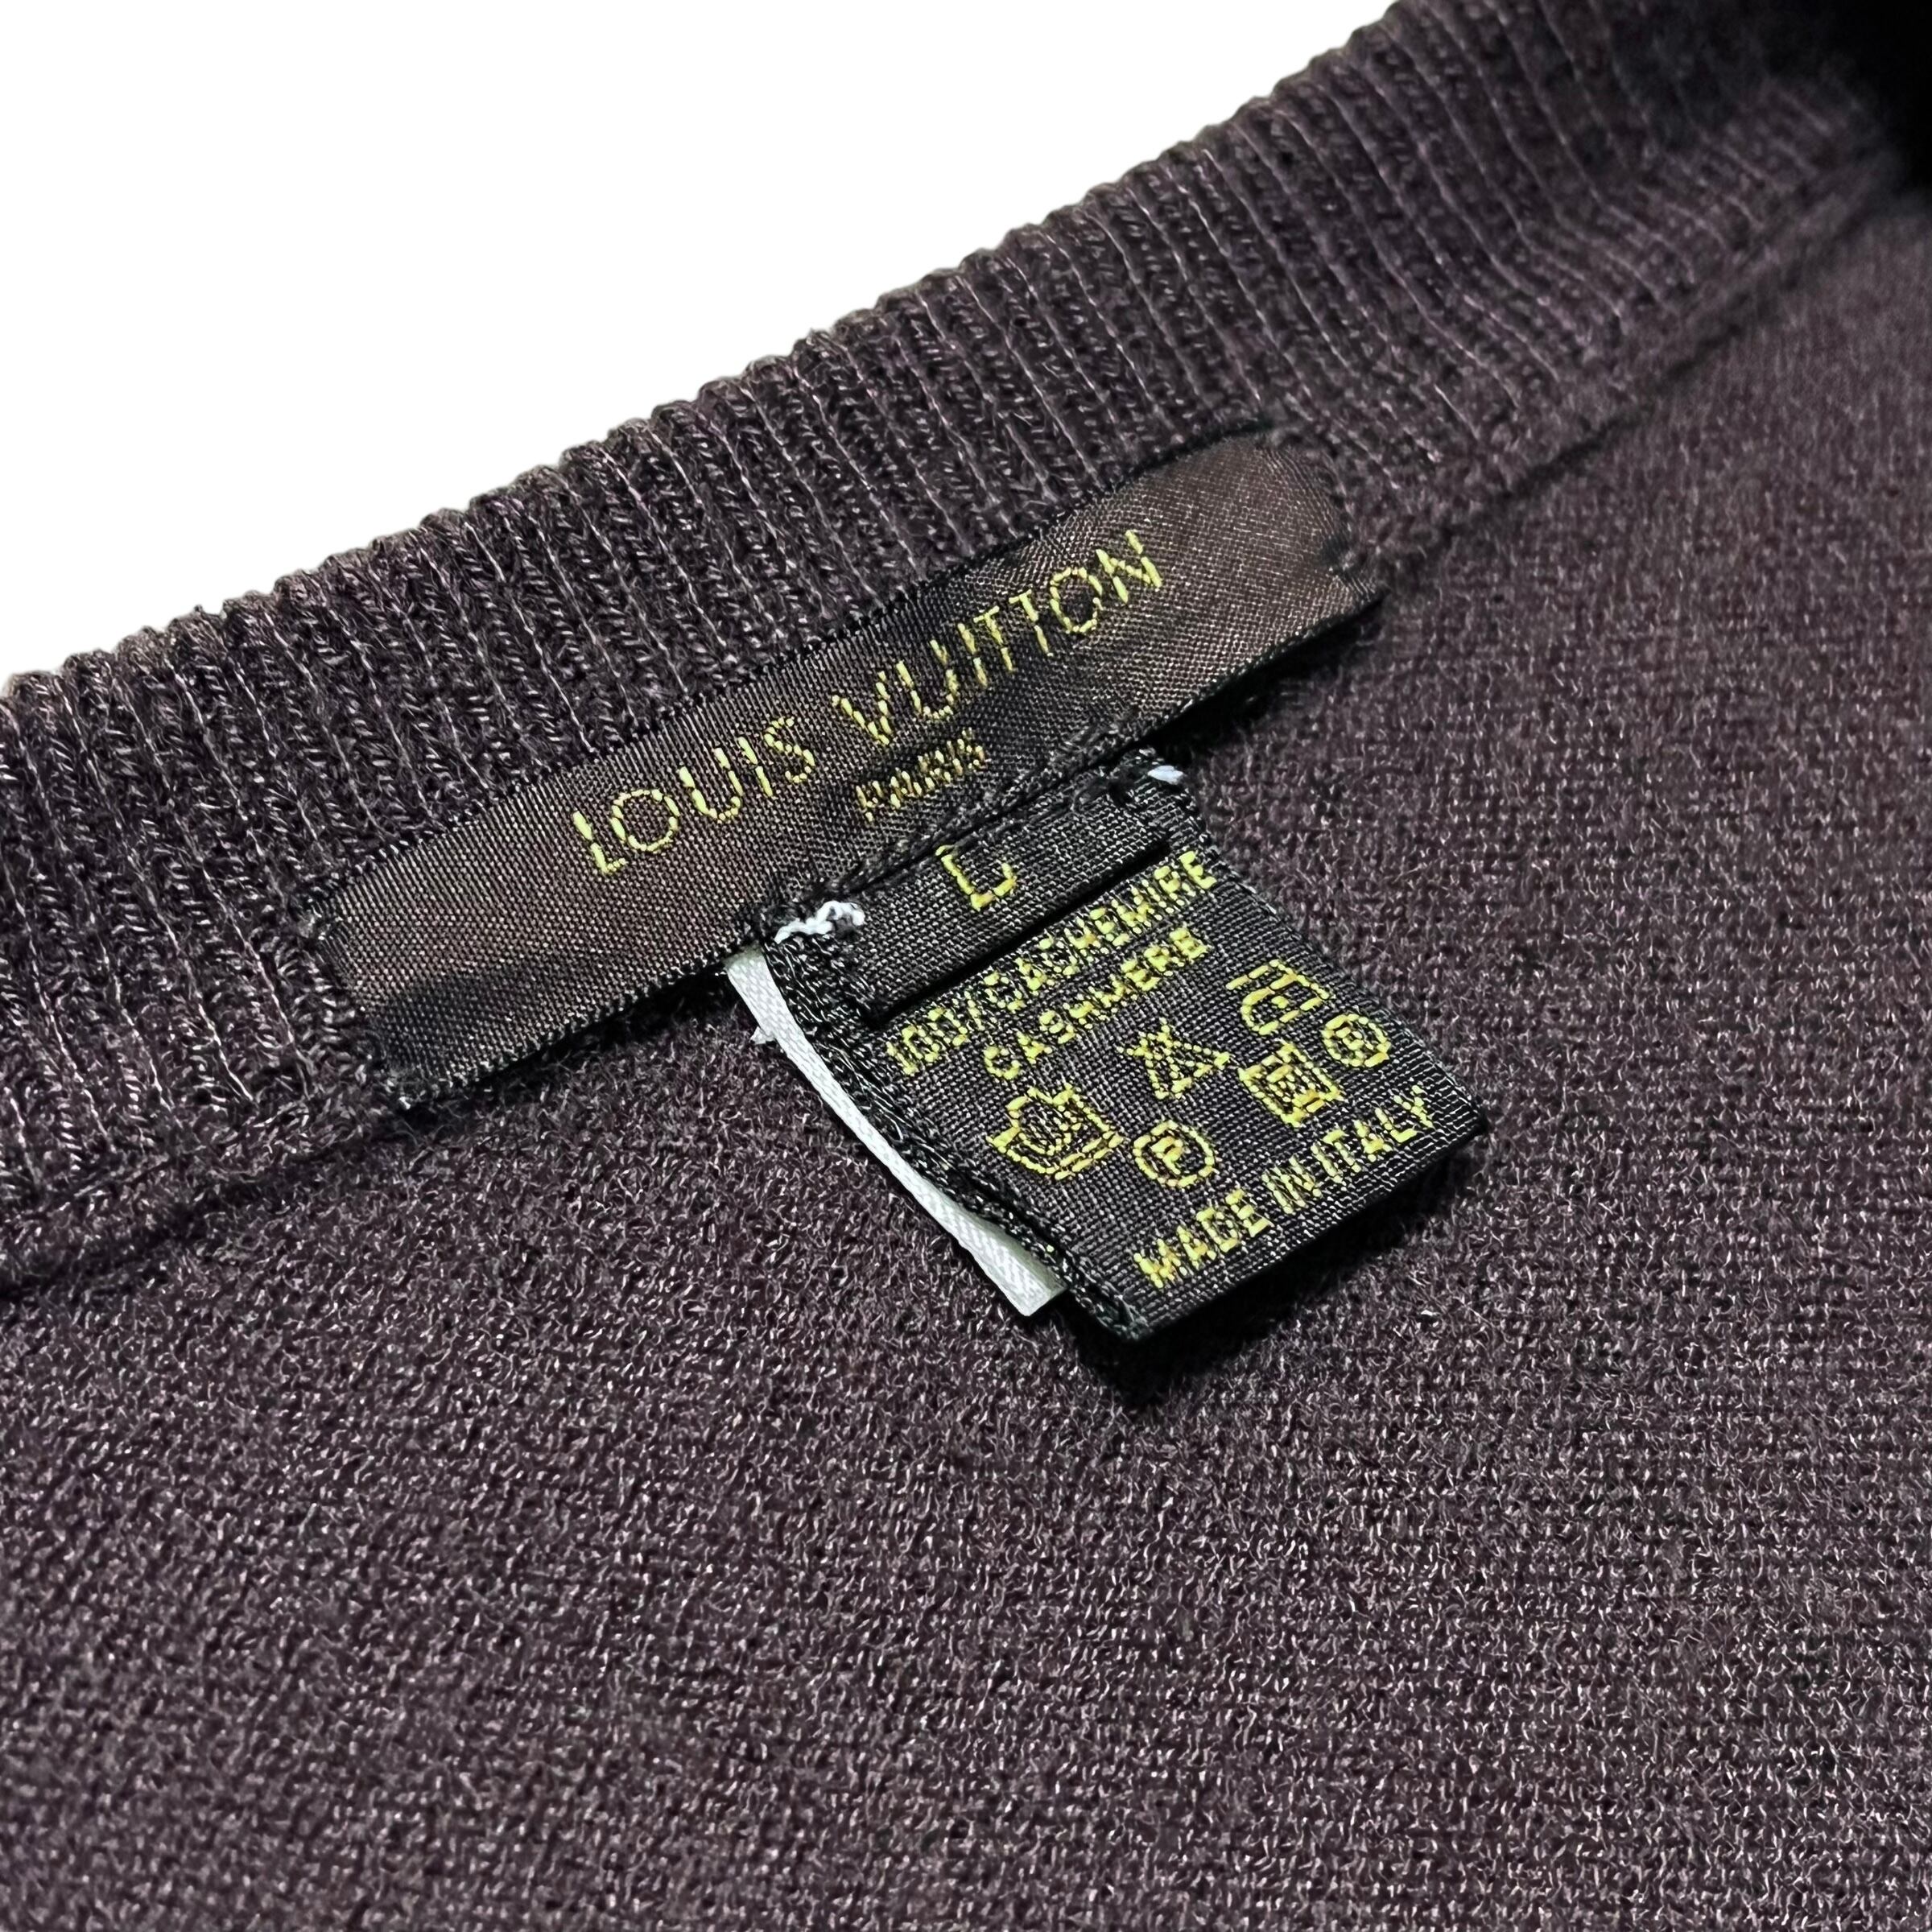 LOUIS VUITTON
PARIS
L
100% CACHEMIRE
CASHMERE
P
MADE IN ITALY